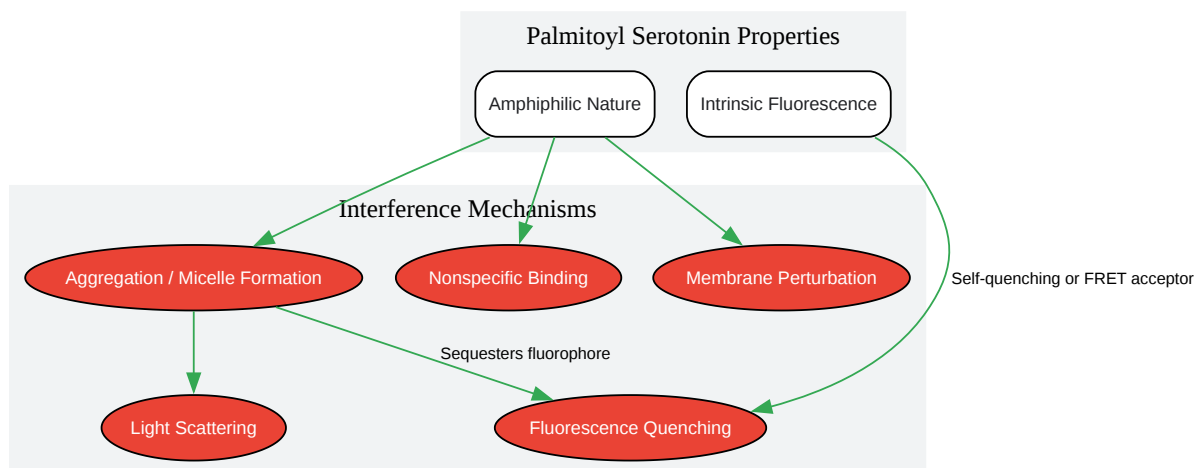 Palmitoyl Serotonin Properties
Amphiphilic Nature
Intrinsic Fluorescence
Interference Mechanisms
Aggregation / Micelle Formation
Nonspecific Binding
Membrane Perturbation
Self-quenching or FRET acceptor
Sequesters fluorophore
Light Scattering
Fluorescence Quenching